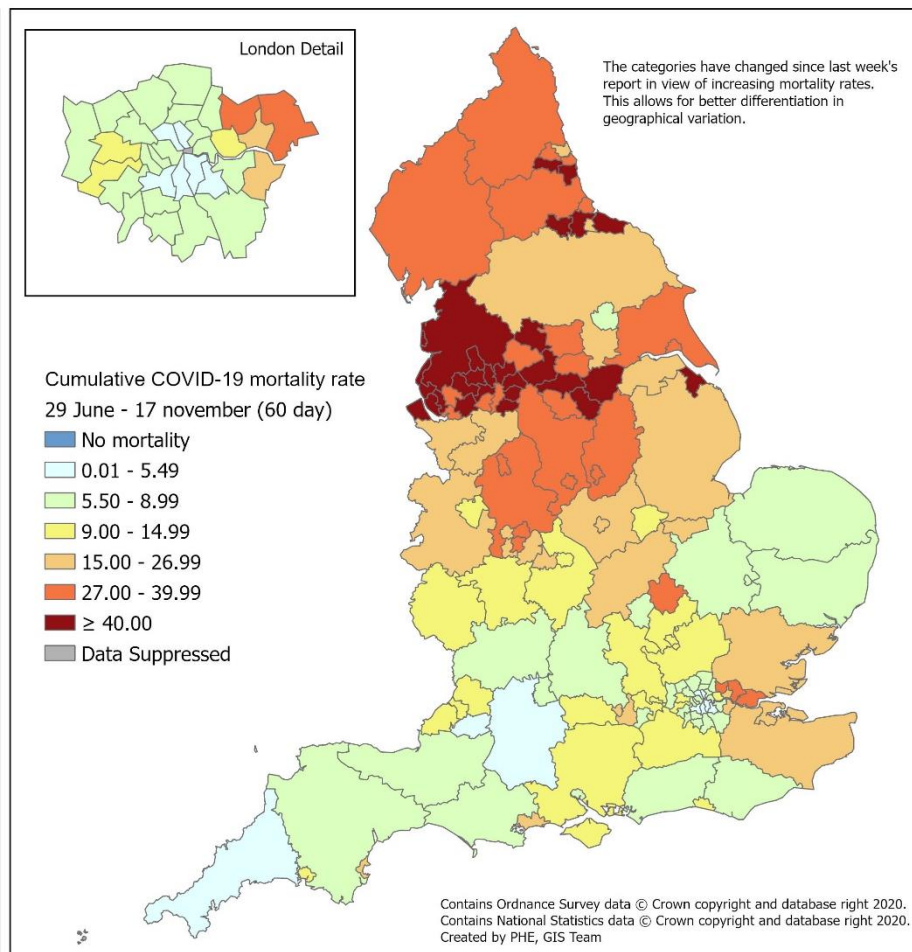 London Detail
The categories have changed since last week's
report in view of increasing mortality rates.
This allows for better differentiation in
geographical variation.
Cumulative COVID-19 mortality rate
29 June - 17 november (60 day)
No mortality
0.01 - 5.49
5.50 - 8.99
9.00 - 14.99
15.00 - 26.99
27.00 - 39.99
≥ 40.00
Data Suppressed
Contains Ordnance Survey data © Crown copyright and database right 2020.
Contains National Statistics data © Crown copyright and database right 2020.
Created by PHE, GIS Team